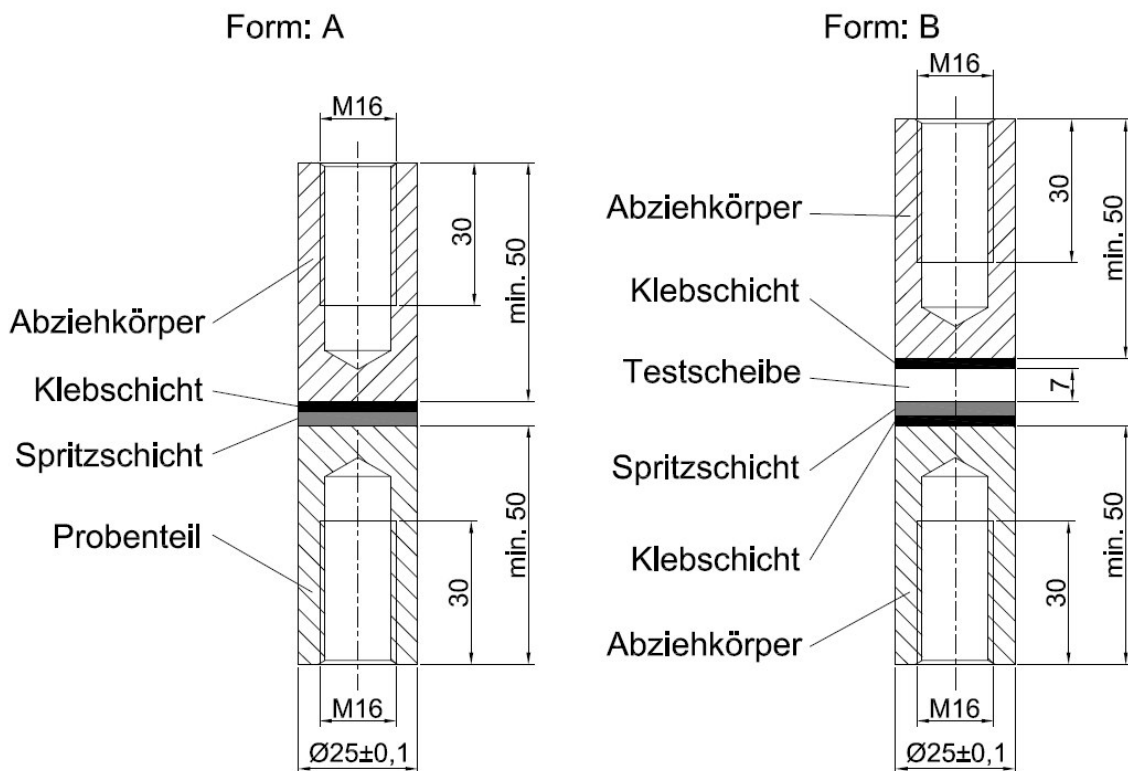 Form: A
M16
30
min. 50
Abziehkörper
Klebschicht
Spritzschicht
Probenteil
30
min. 50
M16
Ø25±0,1
Form: B
M16
30
min. 50
Abziehkörper
Klebschicht
Testscheibe
7
Spritzschicht
Klebschicht
30
min. 50
Abziehkörper
M16
Ø25±0,1